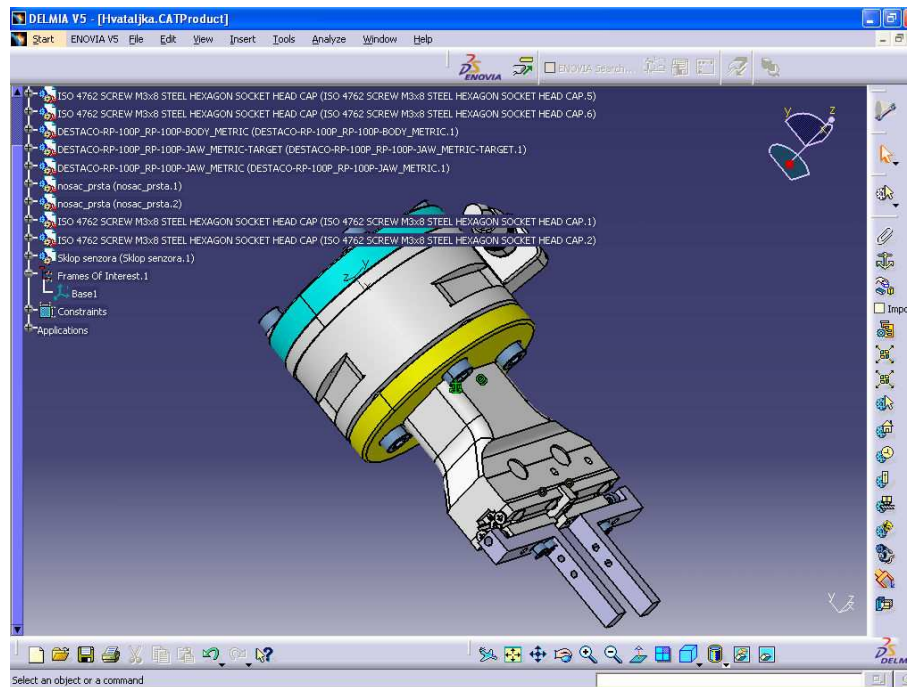 DELMIA V5 - [Hvataljka.CATProduct]
Start ENOVIA V5 File Edit View Insert Tools Analyze Window Help
DS ENOVIA ENOVIA Search...
ISO 4762 SCREW M3x8 STEEL HEXAGON SOCKET HEAD CAP (ISO 4762 SCREW M3x8 STEEL HEXAGON SOCKET HEAD CAP.5)
ISO 4762 SCREW M3x8 STEEL HEXAGON SOCKET HEAD CAP (ISO 4762 SCREW M3x8 STEEL HEXAGON SOCKET HEAD CAP.6)
DESTACO-RP-100P_RP-100P-BODY_METRIC (DESTACO-RP-100P_RP-100P-BODY_METRIC.1)
DESTACO-RP-100P_RP-100P-JAW_METRIC-TARGET (DESTACO-RP-100P_RP-100P-JAW_METRIC-TARGET.1)
DESTACO-RP-100P_RP-100P-JAW_METRIC (DESTACO-RP-100P_RP-100P-JAW_METRIC.1)
nosac_prsta (nosac_prsta.1)
nosac_prsta (nosac_prsta.2)
ISO 4762 SCREW M3x8 STEEL HEXAGON SOCKET HEAD CAP (ISO 4762 SCREW M3x8 STEEL HEXAGON SOCKET HEAD CAP.1)
ISO 4762 SCREW M3x8 STEEL HEXAGON SOCKET HEAD CAP (ISO 4762 SCREW M3x8 STEEL HEXAGON SOCKET HEAD CAP.2)
Sklop senzora (Sklop senzora.1)
Frames Of Interest.1
Base1
Constraints
Applications
y z x
z y x
Impo
y z
DS DELM
Select an object or a command